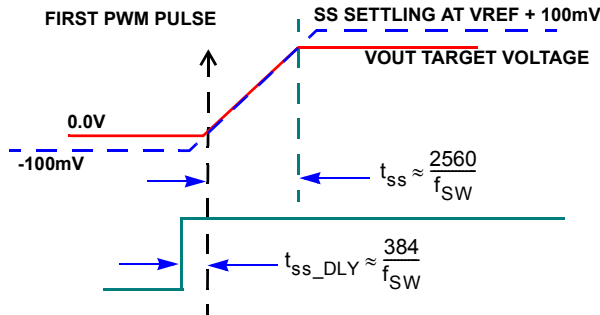 FIRST PWM PULSE
SS SETTLING AT VREF + 100mV
VOUT TARGET VOLTAGE
0.0V
-100mV
t_ss ≈ 2560/f_SW
t_ss_DLY ≈ 384/f_SW